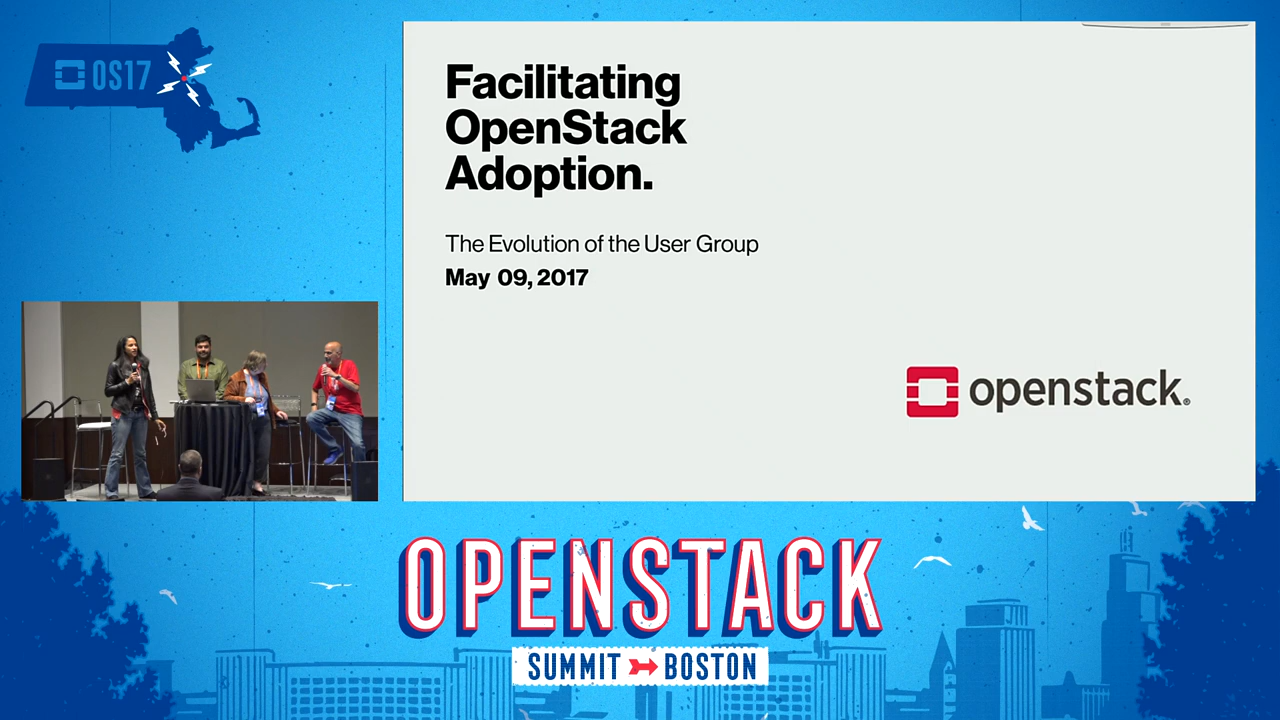 OS17
Facilitating
OpenStack
Adoption.
The Evolution of the User Group
May 09, 2017
openstack®
OPENSTACK
SUMMIT BOSTON